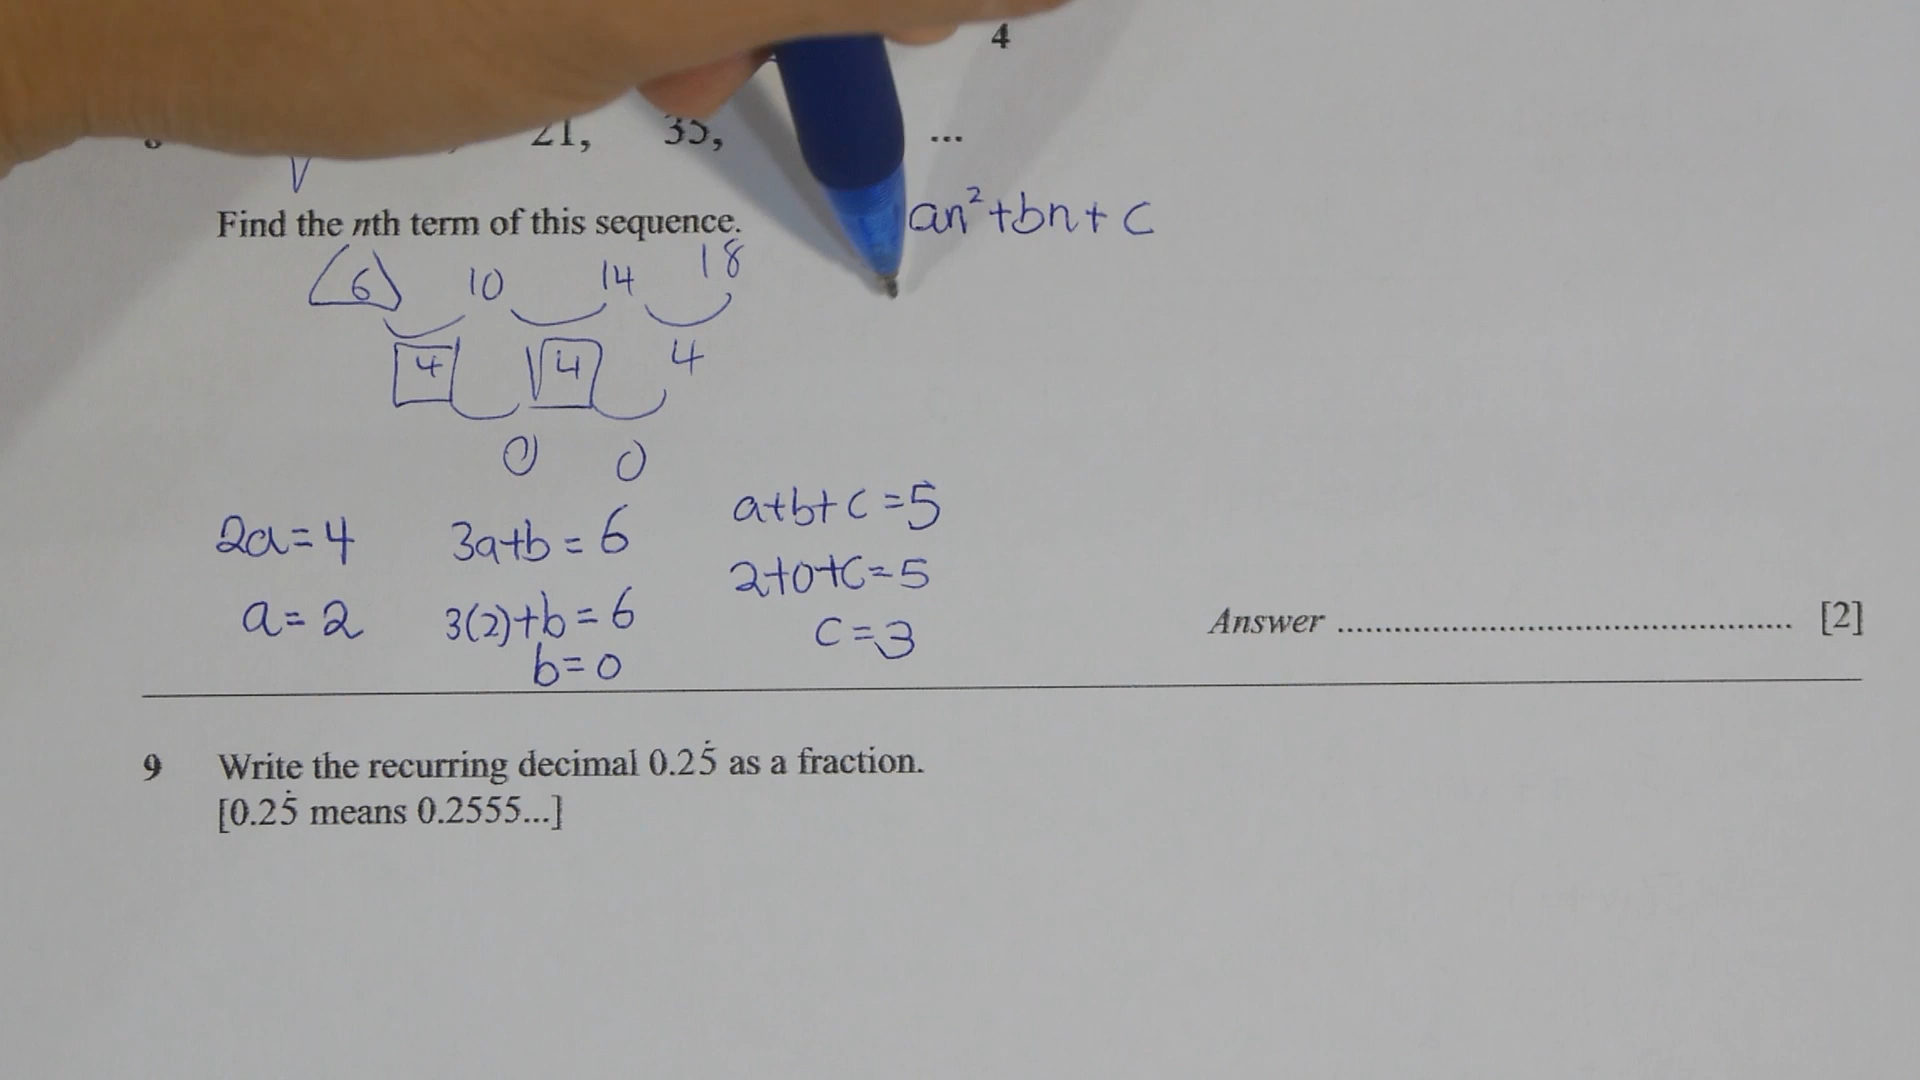 4
21, 35, ...
Find the nth term of this sequence.
an²+bn+c
6 10 14 18
4 4 4
0 0
2a=4 3a+b=6 a+b+c=5
a=2 3(2)+b=6 2+0+c=5
b=0 c=3
Answer ............................................... [2]
9 Write the recurring decimal 0.25̇ as a fraction.
[0.25̇ means 0.2555...]